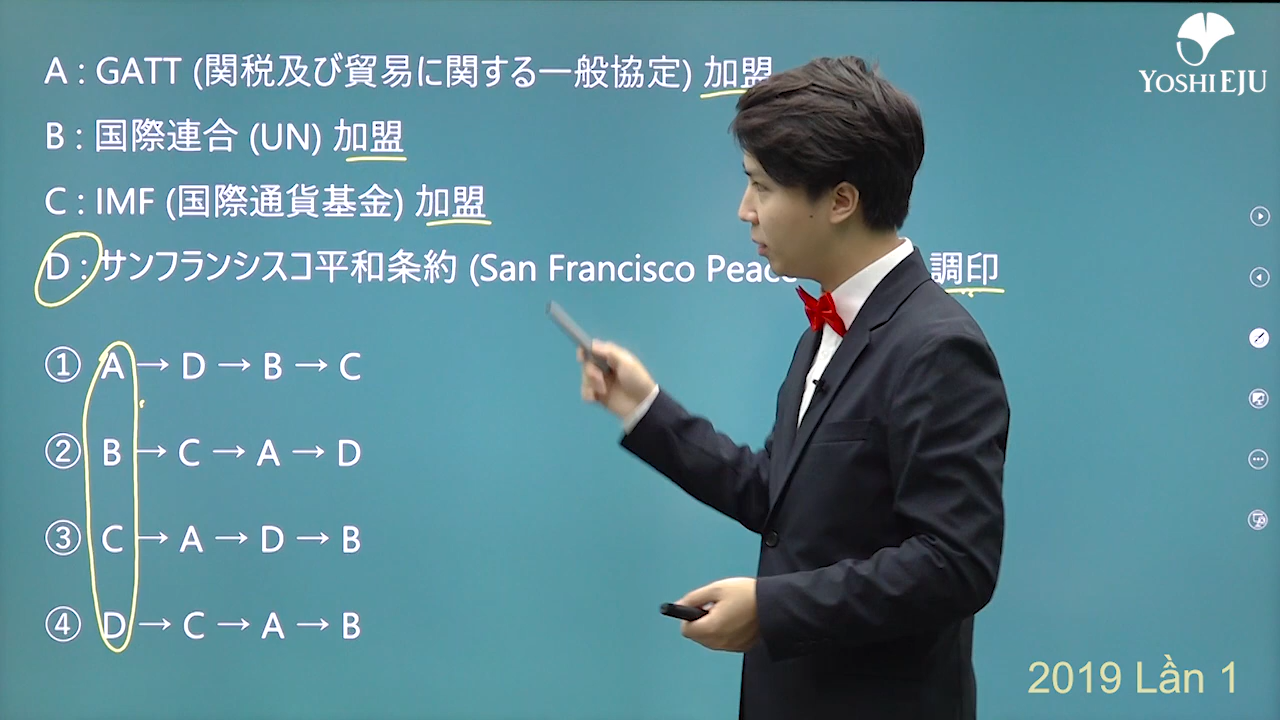 A : GATT (関税及び貿易に関する一般協定) 加盟
B : 国際連合 (UN) 加盟
C : IMF (国際通貨基金) 加盟
D : サンフランシスコ平和条約 (San Francisco Peace 調印
① A → D → B → C
② B → C → A → D
③ C → A → D → B
④ D → C → A → B
YOSHI EJU
2019 Lần 1